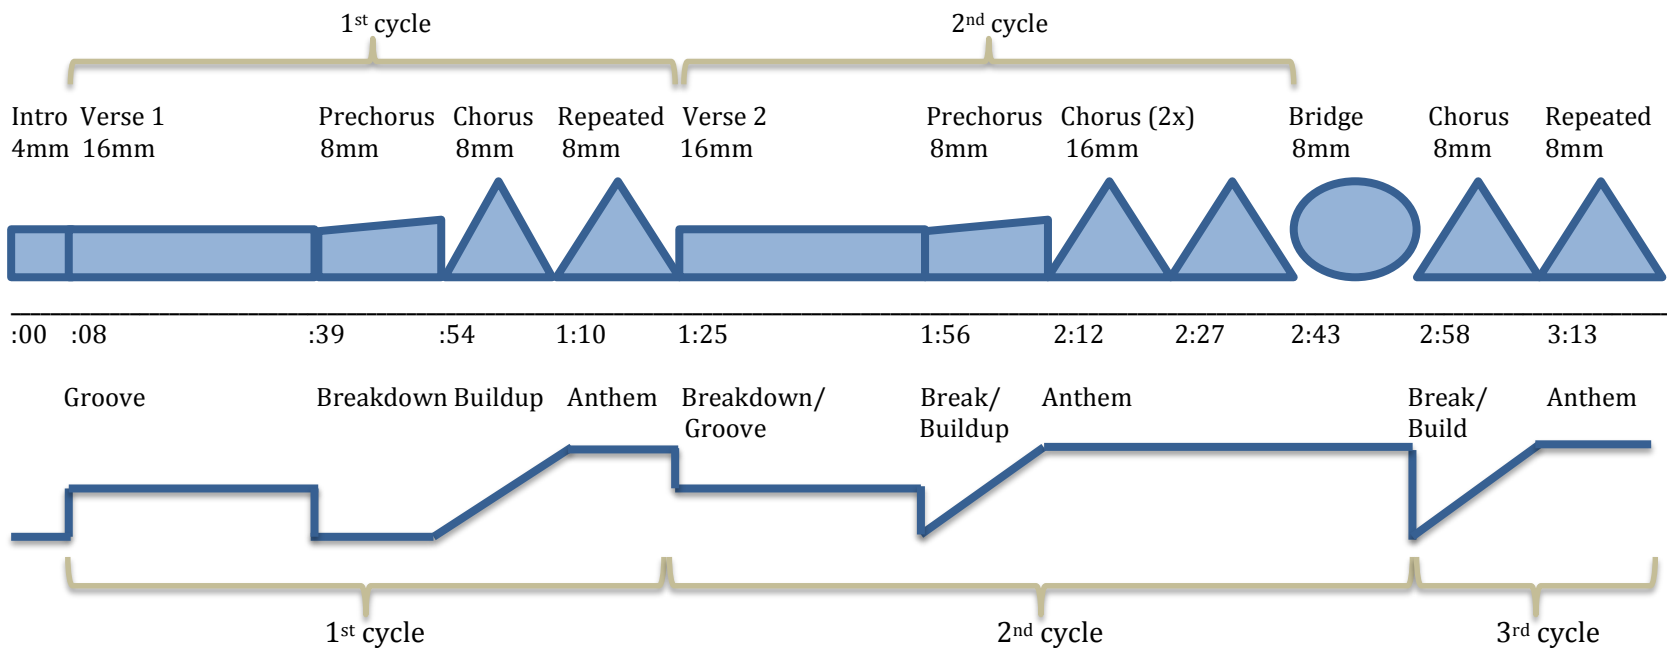 1st cycle 2nd cycle
Intro Verse 1 Prechorus Chorus Repeated Verse 2 Prechorus Chorus (2x) Bridge Chorus Repeated
4mm 16mm 8mm 8mm 8mm 16mm 8mm 16mm 8mm 8mm 8mm
:00 :08 :39 :54 1:10 1:25 1:56 2:12 2:27 2:43 2:58 3:13
Groove Breakdown Buildup Anthem Breakdown/ Break/ Anthem Break/ Anthem
Groove Buildup Build
1st cycle 2nd cycle 3rd cycle